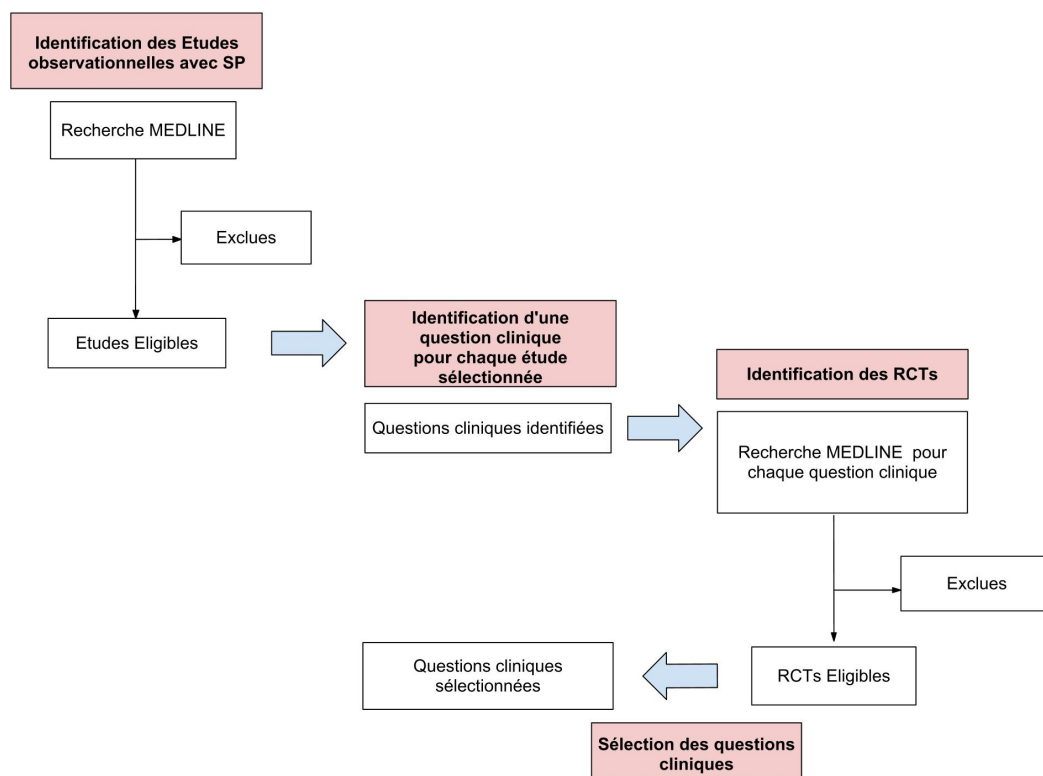 Identification des Etudes
observationnelles avec SP
Recherche MEDLINE
Exclues
Etudes Eligibles
Identification d'une
question clinique
pour chaque étude
sélectionnée
Questions cliniques identifiées
Identification des RCTs
Recherche MEDLINE pour
chaque question clinique
Exclues
RCTs Eligibles
Questions cliniques
sélectionnées
Sélection des questions
cliniques